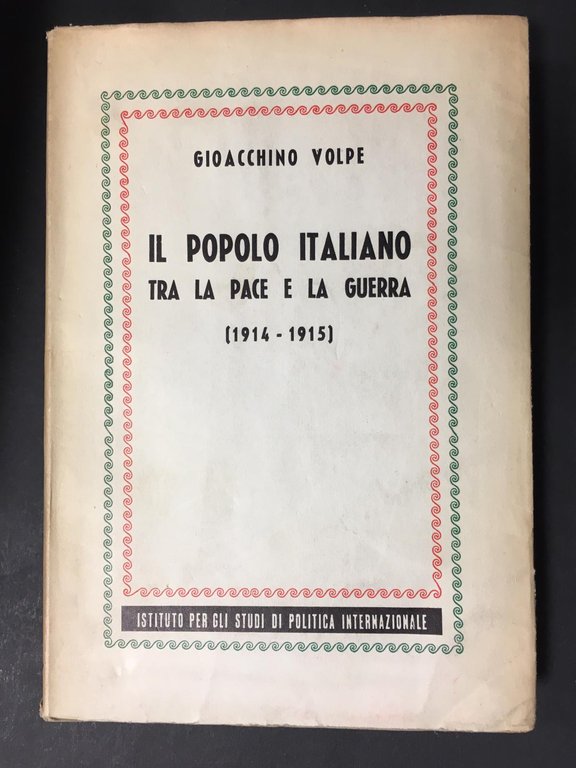 GIOACCHINO VOLPE
IL POPOLO ITALIANO
TRA LA PACE E LA GUERRA
(1914 - 1915)
ISTITUTO PER GLI STUDI DI POLITICA INTERNAZIONALE